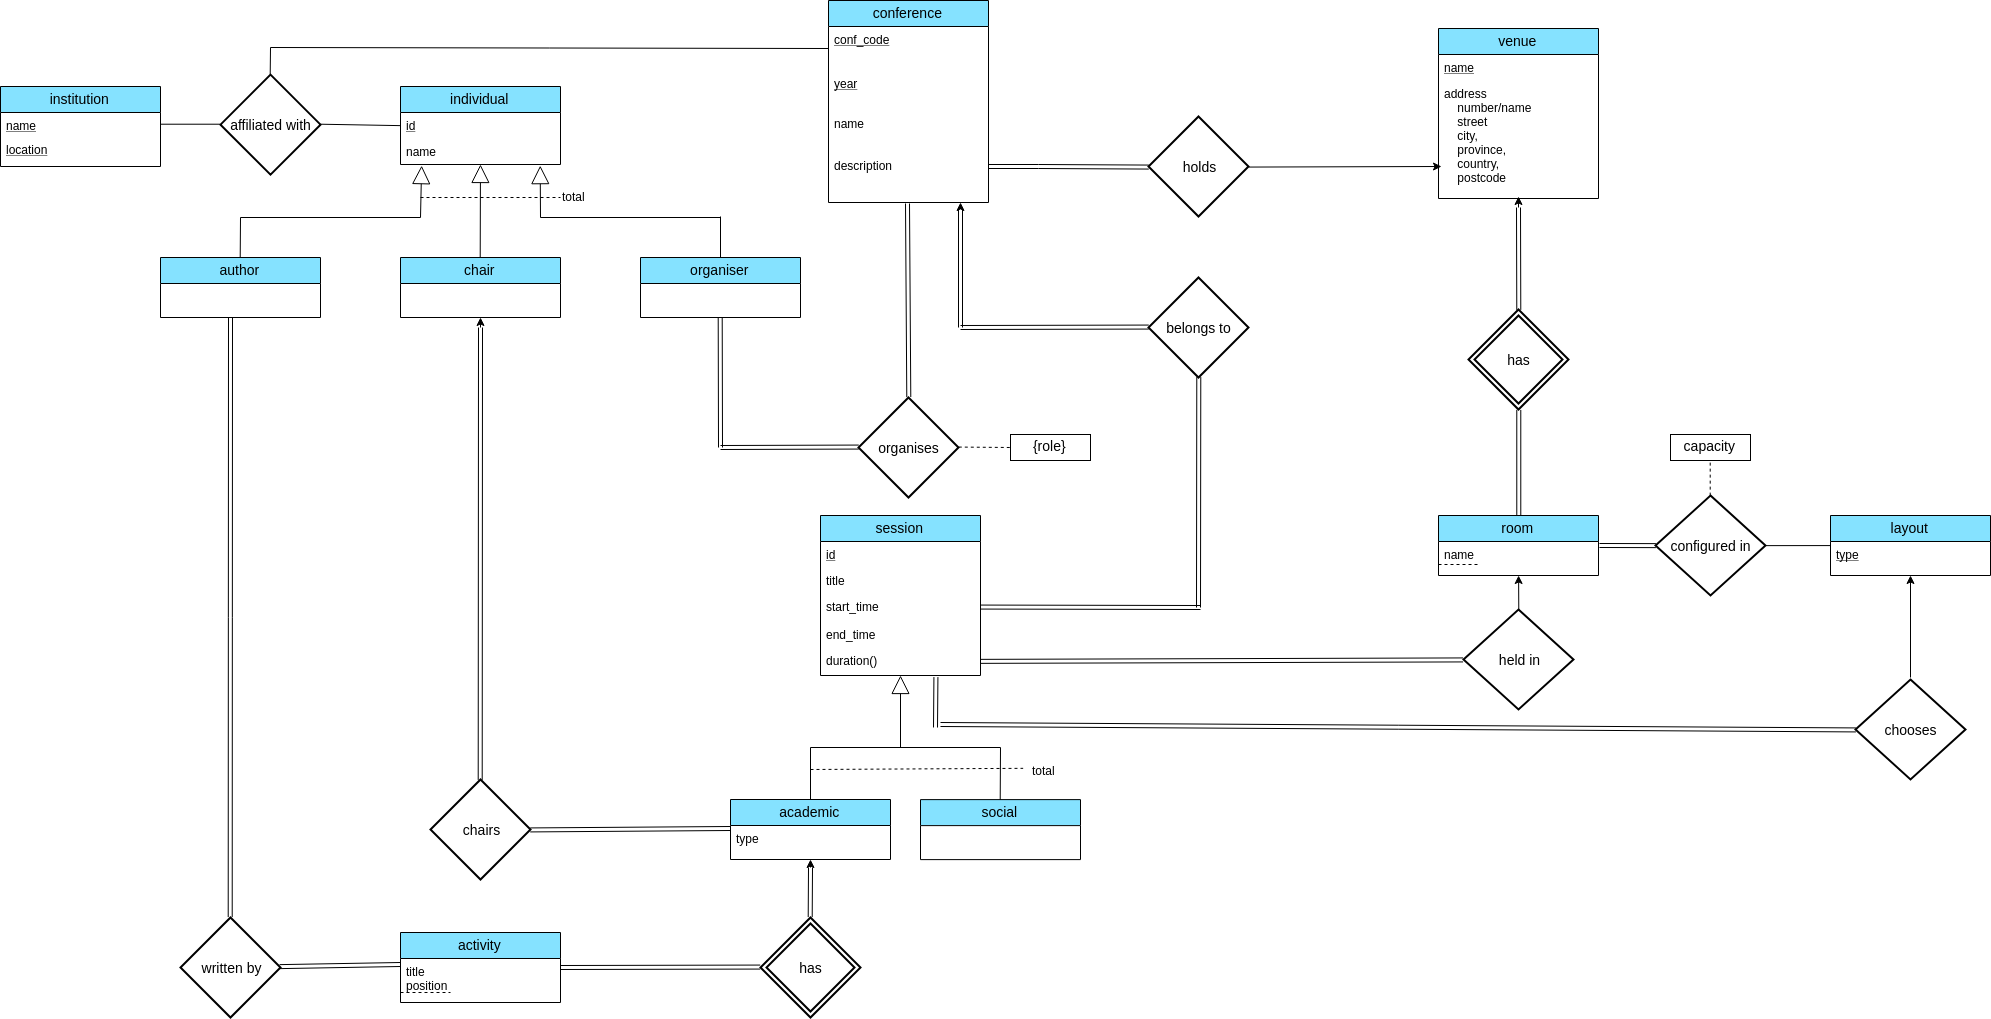 conference
conf_code
year
name
description
venue
name
address
number/name
street
city,
province,
country,
postcode
institution
name
location
affiliated with
individual
id
name
holds
total
author
chair
organiser
belongs to
has
organises
{role}
capacity
session
id
title
start_time
end_time
duration()
room
name
configured in
layout
type
held in
chooses
total
chairs
academic
type
social
written by
activity
title
position
has